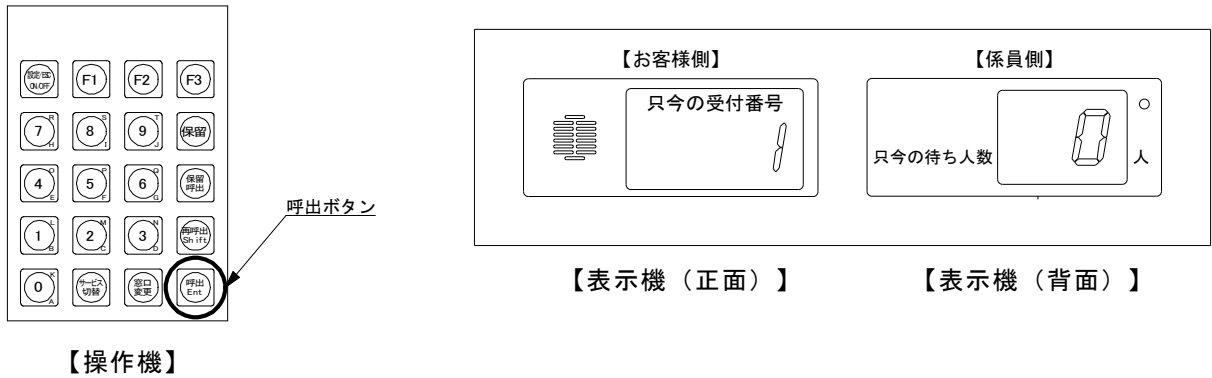 設定/ESC
ON.OFF
F1
F2
F3
R
7
H
S
8
I
T
9
J
保留
O
4
E
P
5
F
Q
6
G
保留
呼出
L
1
B
M
2
C
N
3
D
再呼出
Shift
K
0
A
サービス
切替
窓口
変更
呼出
Ent
呼出ボタン
【操作機】
【お客様側】
只今の受付番号
1
【表示機（正面）】
【係員側】
只今の待ち人数
0
人
【表示機（背面）】